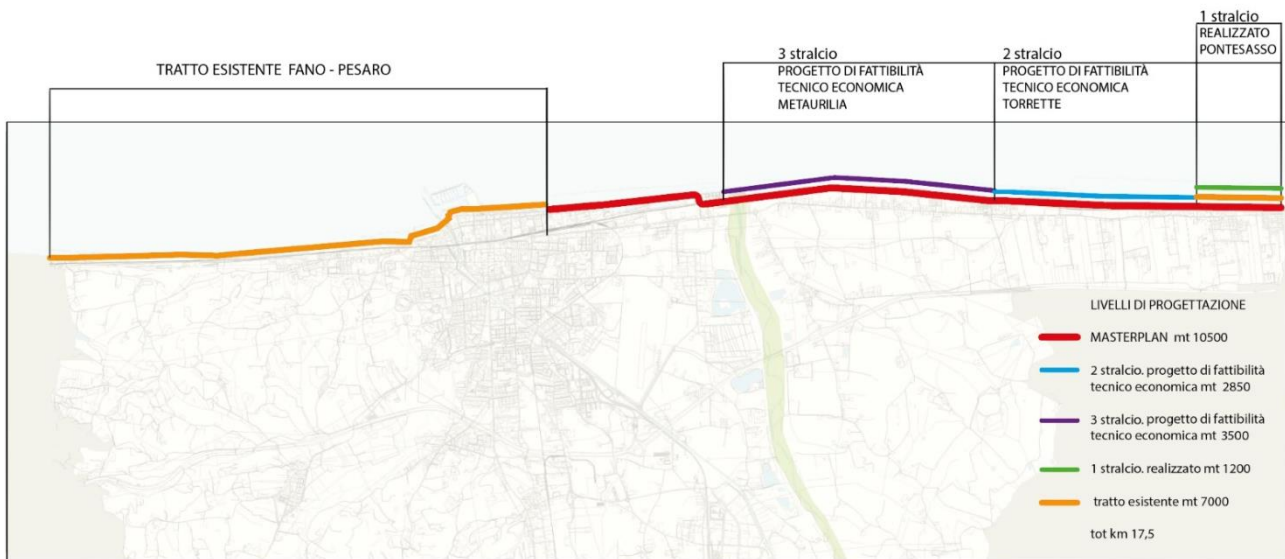 TRATTO ESISTENTE FANO - PESARO
3 stralcio
PROGETTO DI FATTIBILITÀ
TECNICO ECONOMICA
METAURILIA
2 stralcio
PROGETTO DI FATTIBILITÀ
TECNICO ECONOMICA
TORRETTE
1 stralcio
REALIZZATO
PONTESASSO
LIVELLI DI PROGETTAZIONE
MASTERPLAN mt 10500
2 stralcio. progetto di fattibilità
tecnico economica mt 2850
3 stralcio. progetto di fattibilità
tecnico economica mt 3500
1 stralcio. realizzato mt 1200
tratto esistente mt 7000
tot km 17,5